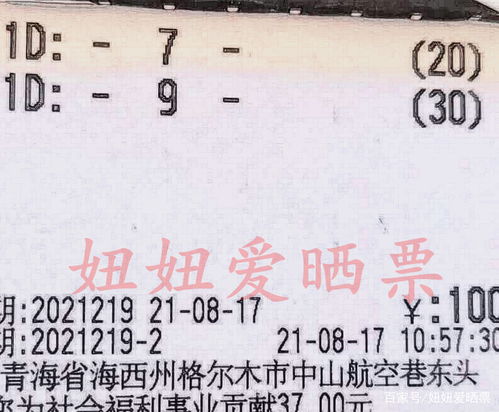 1D: - 7 - (20)
1D: - 9 - (30)
妞妞爱晒票
期:2021219 21-08-17 ¥:100
期:2021219-2 21-08-17 10:57:30
青海省海西州格尔木市中山航空巷东头
您为社会福利事业贡献37.00元
百家号/妞妞爱晒票